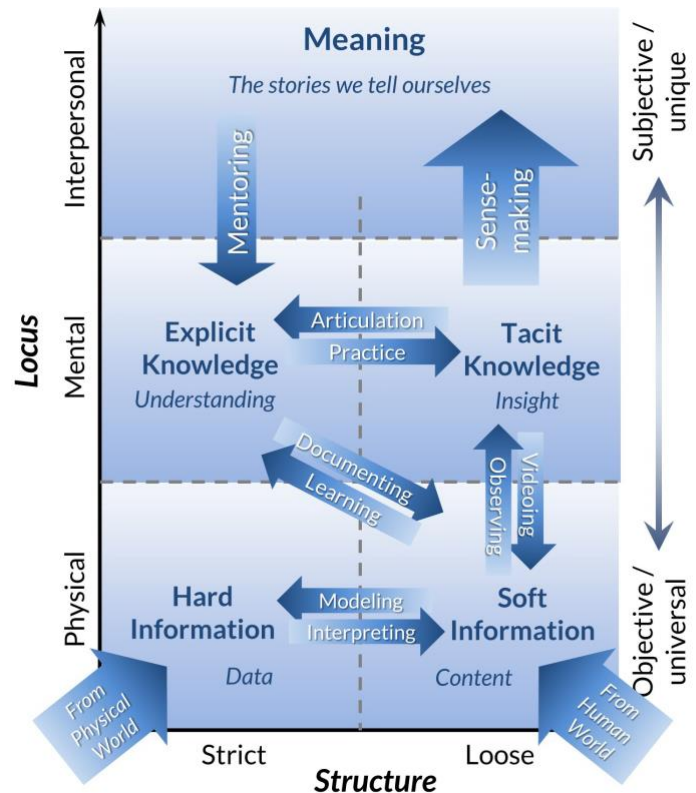 Meaning
The stories we tell ourselves
Interpersonal
Subjective /
unique
Mentoring
Sense-
making
Locus
Mental
Explicit
Knowledge
Understanding
Articulation
Practice
Tacit
Knowledge
Insight
Documenting
Learning
Observing
Videoing
Physical
Hard
Information
Data
Modeling
Interpreting
Soft
Information
Content
Objective /
universal
From
Physical
World
From
Human
World
Strict
Loose
Structure